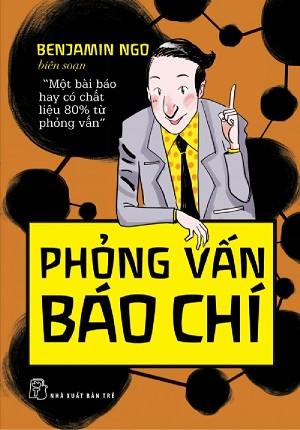 BENJAMIN NGO
biên soạn
“Một bài báo
hay có chất
liệu 80% từ
phỏng vấn”
PHỎNG VẤN
BÁO CHÍ
NHÀ XUẤT BẢN TRẺ